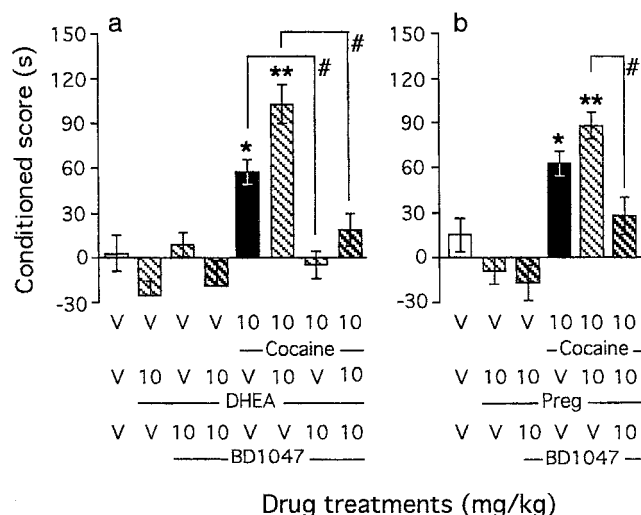 a
b
150
120
90
60
30
0
-30
Conditioned score (s)
*
**
#
#
150
120
90
60
30
0
-30
*
**
#
V V V V 10 10 10 10
Cocaine
V 10 V 10 V 10 V 10
DHEA
V V 10 10 V V 10 10
BD1047
V V V 10 10 10
Cocaine
V 10 10 V 10 10
Preg
V V 10 V V 10
BD1047
Drug treatments (mg/kg)